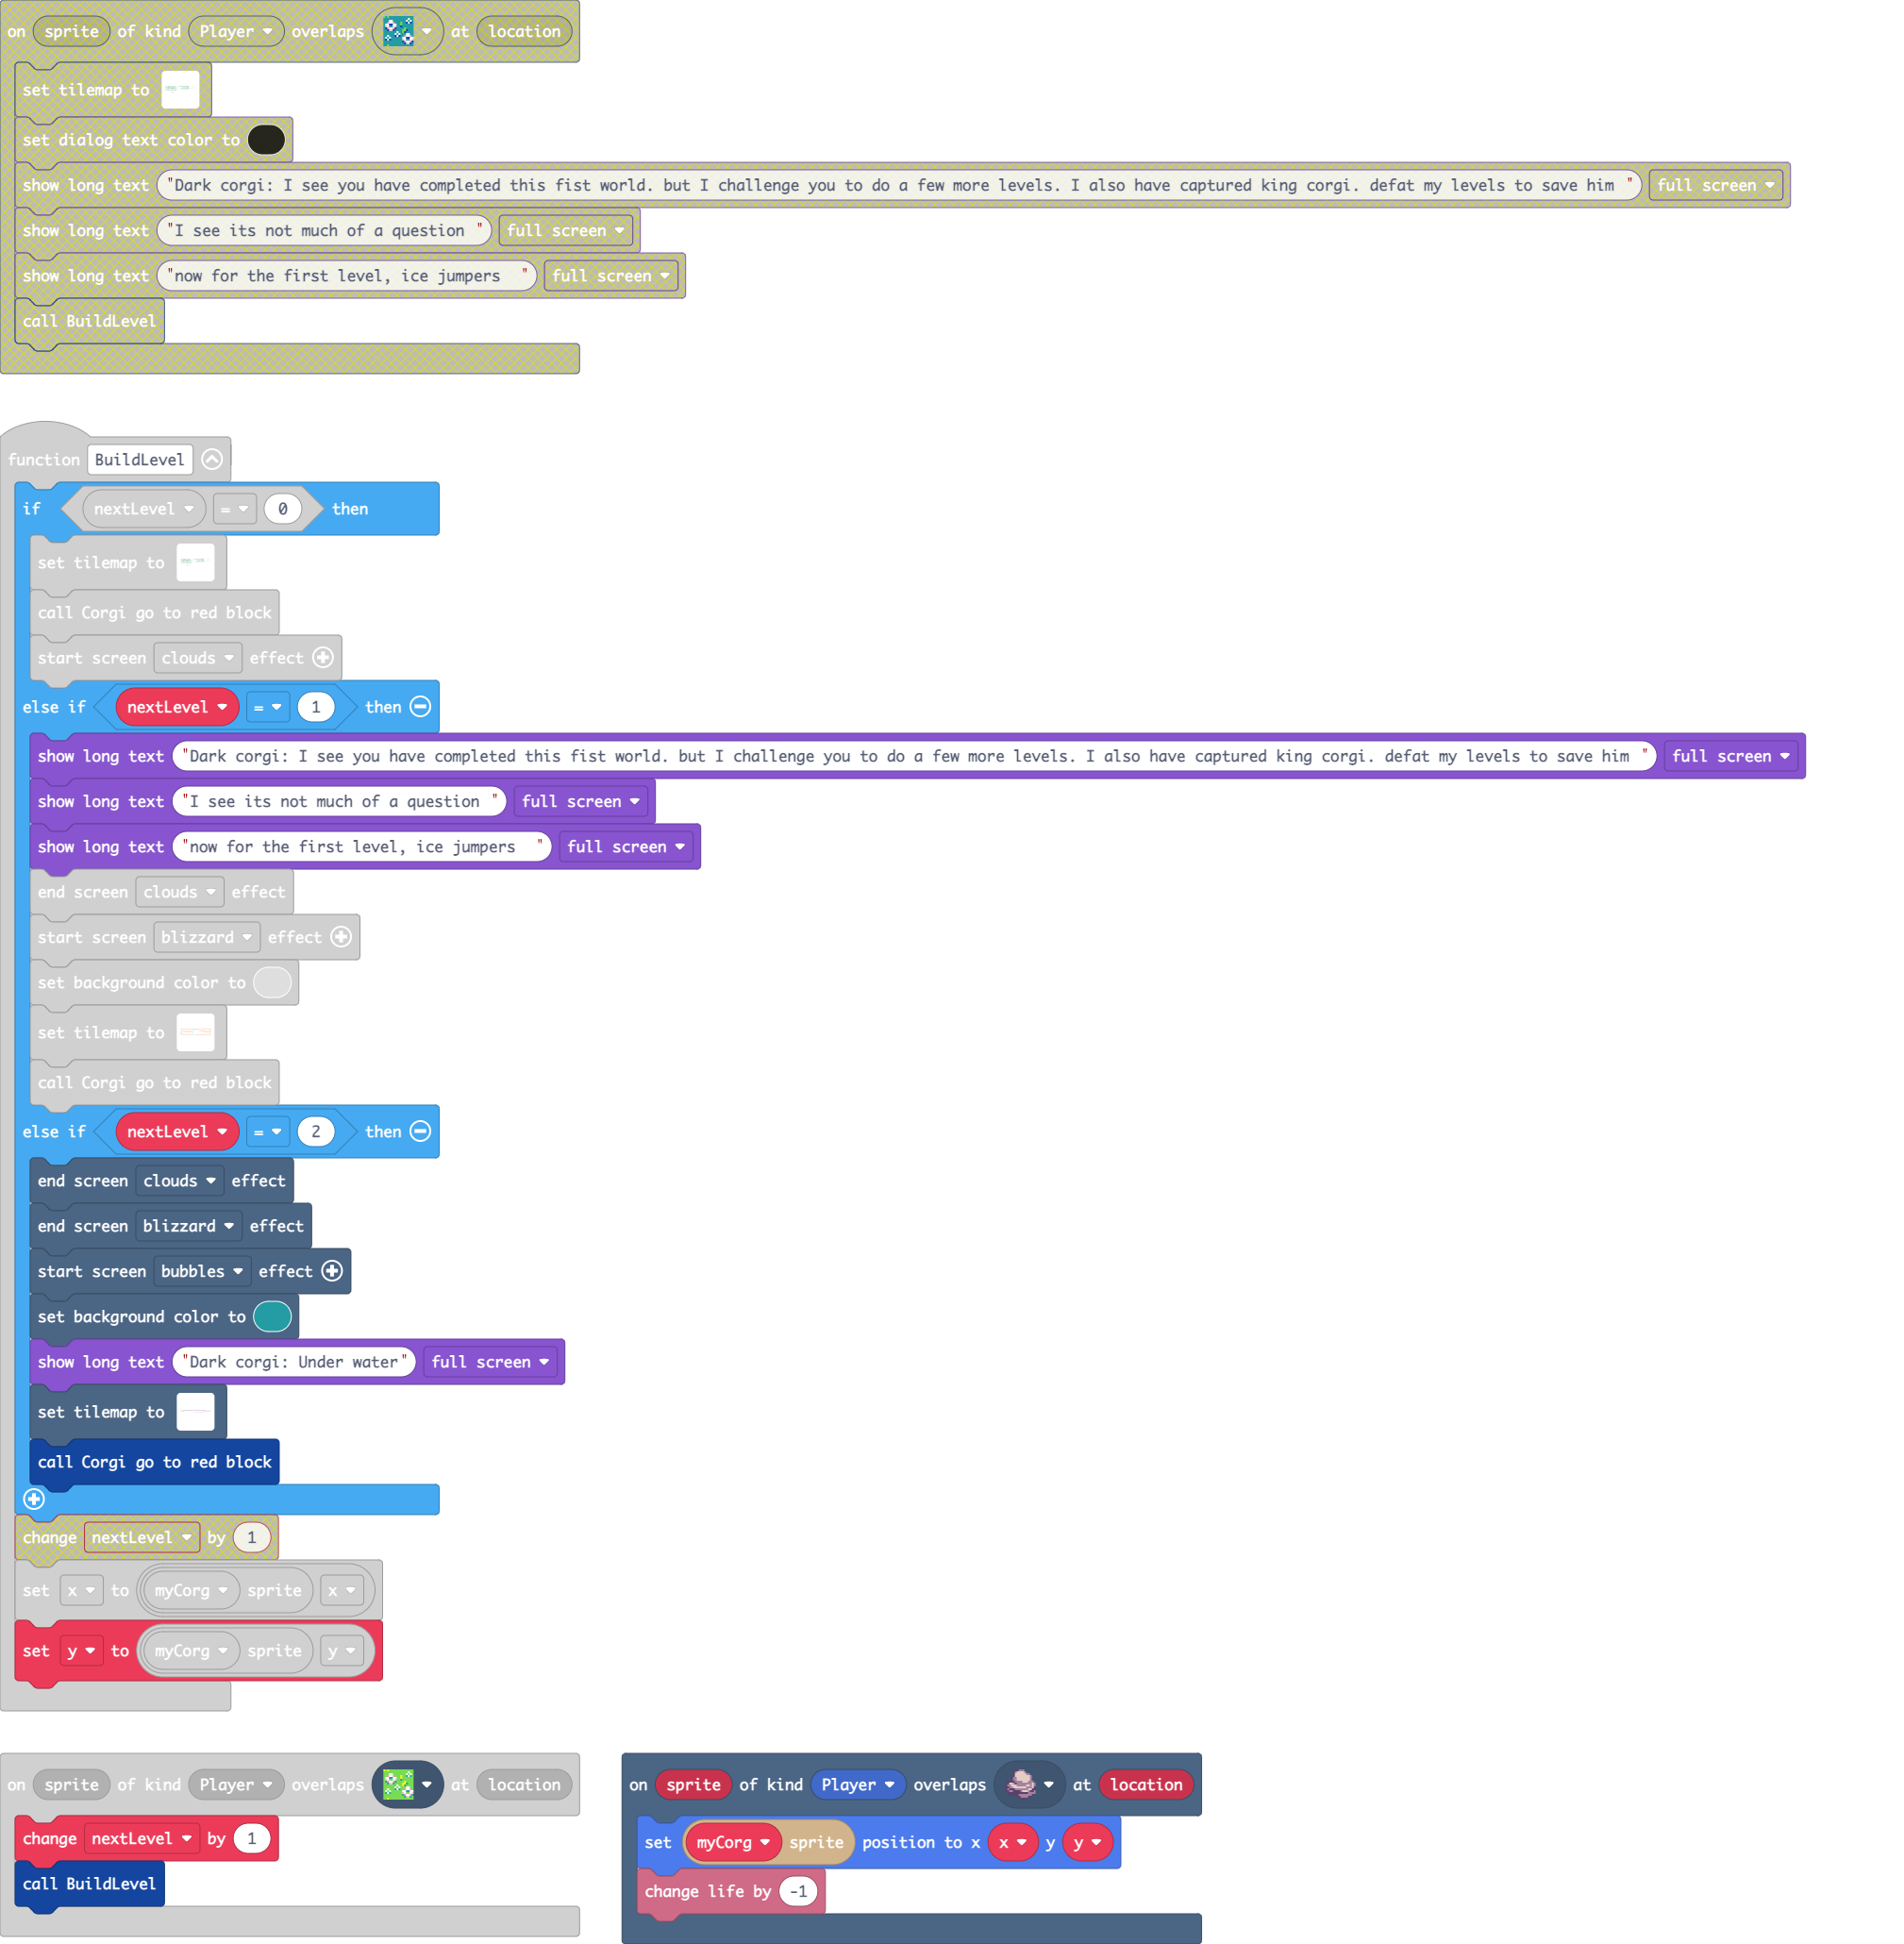 on sprite of kind Player overlaps at location
set tilemap to
set dialog text color to
show long text "Dark corgi: I see you have completed this fist world. but I challenge you to do a few more levels. I also have captured king corgi. defat my levels to save him " full screen
show long text "I see its not much of a question " full screen
show long text "now for the first level, ice jumpers " full screen
call BuildLevel
function BuildLevel
if nextLevel = 0 then
set tilemap to
call Corgi go to red block
start screen clouds effect
else if nextLevel = 1 then
show long text "Dark corgi: I see you have completed this fist world. but I challenge you to do a few more levels. I also have captured king corgi. defat my levels to save him " full screen
show long text "I see its not much of a question " full screen
show long text "now for the first level, ice jumpers " full screen
end screen clouds effect
start screen blizzard effect
set background color to
set tilemap to
call Corgi go to red block
else if nextLevel = 2 then
end screen clouds effect
end screen blizzard effect
start screen bubbles effect
set background color to
show long text "Dark corgi: Under water" full screen
set tilemap to
call Corgi go to red block
change nextLevel by 1
set x to myCorg sprite x
set y to myCorg sprite y
on sprite of kind Player overlaps at location
change nextLevel by 1
call BuildLevel
on sprite of kind Player overlaps at location
set myCorg sprite position to x x y y
change life by -1